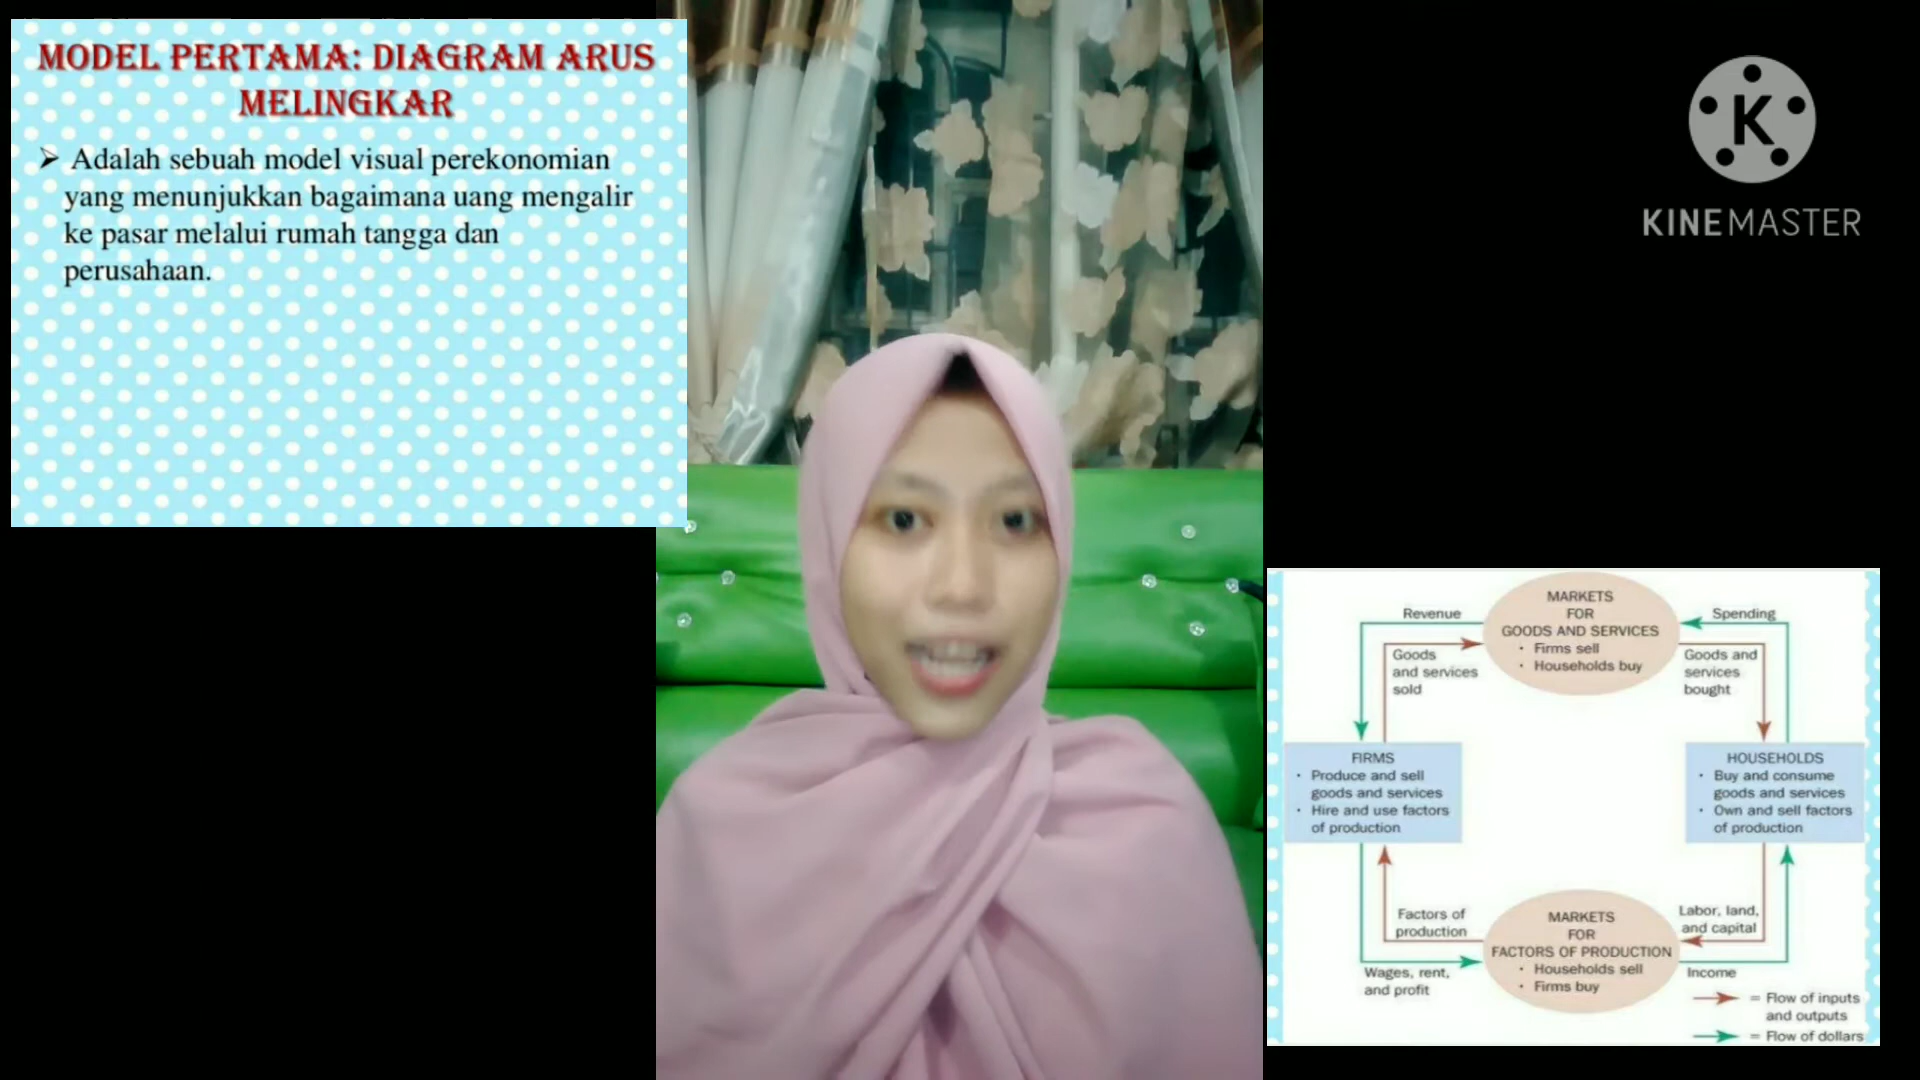 MODEL PERTAMA: DIAGRAM ARUS
MELINGKAR
➢ Adalah sebuah model visual perekonomian
yang menunjukkan bagaimana uang mengalir
ke pasar melalui rumah tangga dan
perusahaan.
K
KINEMASTER
MARKETS
FOR
GOODS AND SERVICES
• Firms sell
• Households buy
Revenue
Spending
Goods
and services
sold
Goods and
services
bought
FIRMS
• Produce and sell
goods and services
• Hire and use factors
of production
HOUSEHOLDS
• Buy and consume
goods and services
• Own and sell factors
of production
Factors of
production
Labor, land,
and capital
MARKETS
FOR
FACTORS OF PRODUCTION
• Households sell
• Firms buy
Wages, rent,
and profit
Income
= Flow of inputs
and outputs
= Flow of dollars